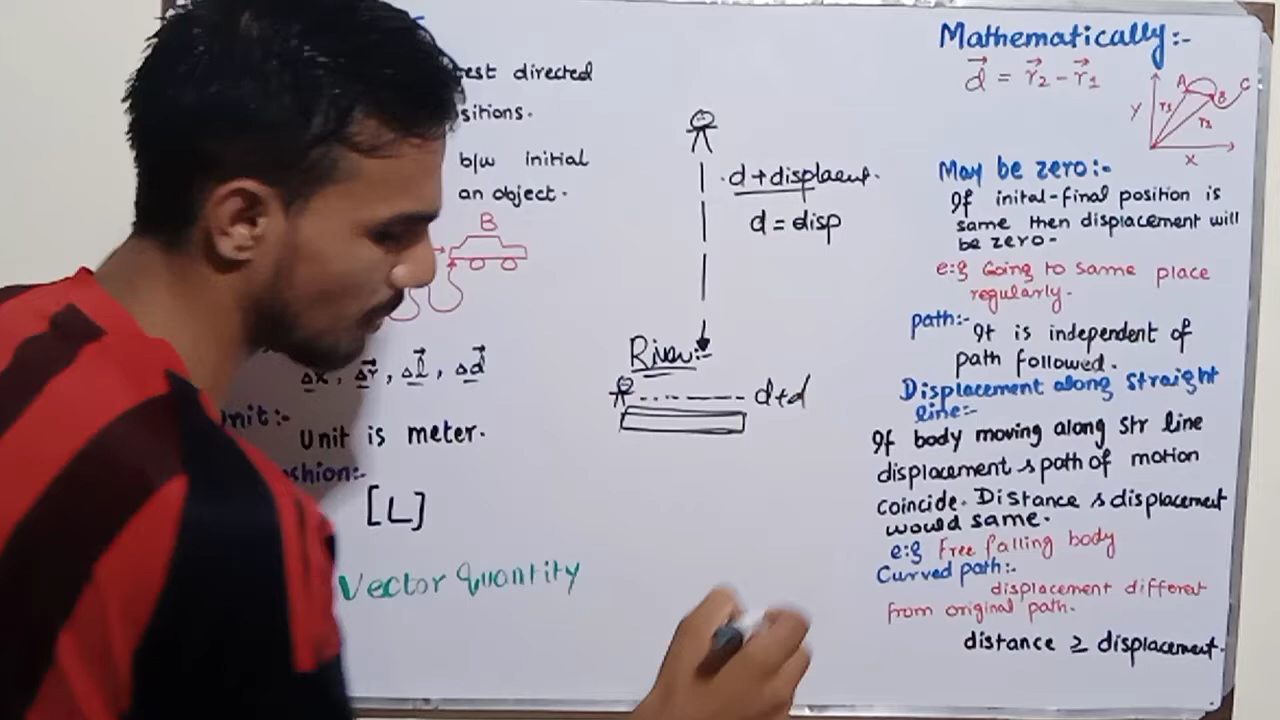 est directed
sitions.
b/w initial
an object.
B
Δx, Δr, Δl, Δd
nit:-
Unit is meter.
nshion:-
[L]
Vector Quantity
d + displaent.
d = disp
River:-
d+d
Mathematically:-
d = r2 - r1
A
B
C
Y
r1
r2
X
May be zero:-
If inital-final position is
same then displacement will
be zero-
e:g Going to same place
regularly.
path:-
It is independent of
path followed.
Displacement along straight
line:-
If body moving along str line
displacement & path of motion
coincide. Distance & displacement
would same.
e:g Free falling body
Curved path:-
displacement different
from original path.
distance ≥ displacement.